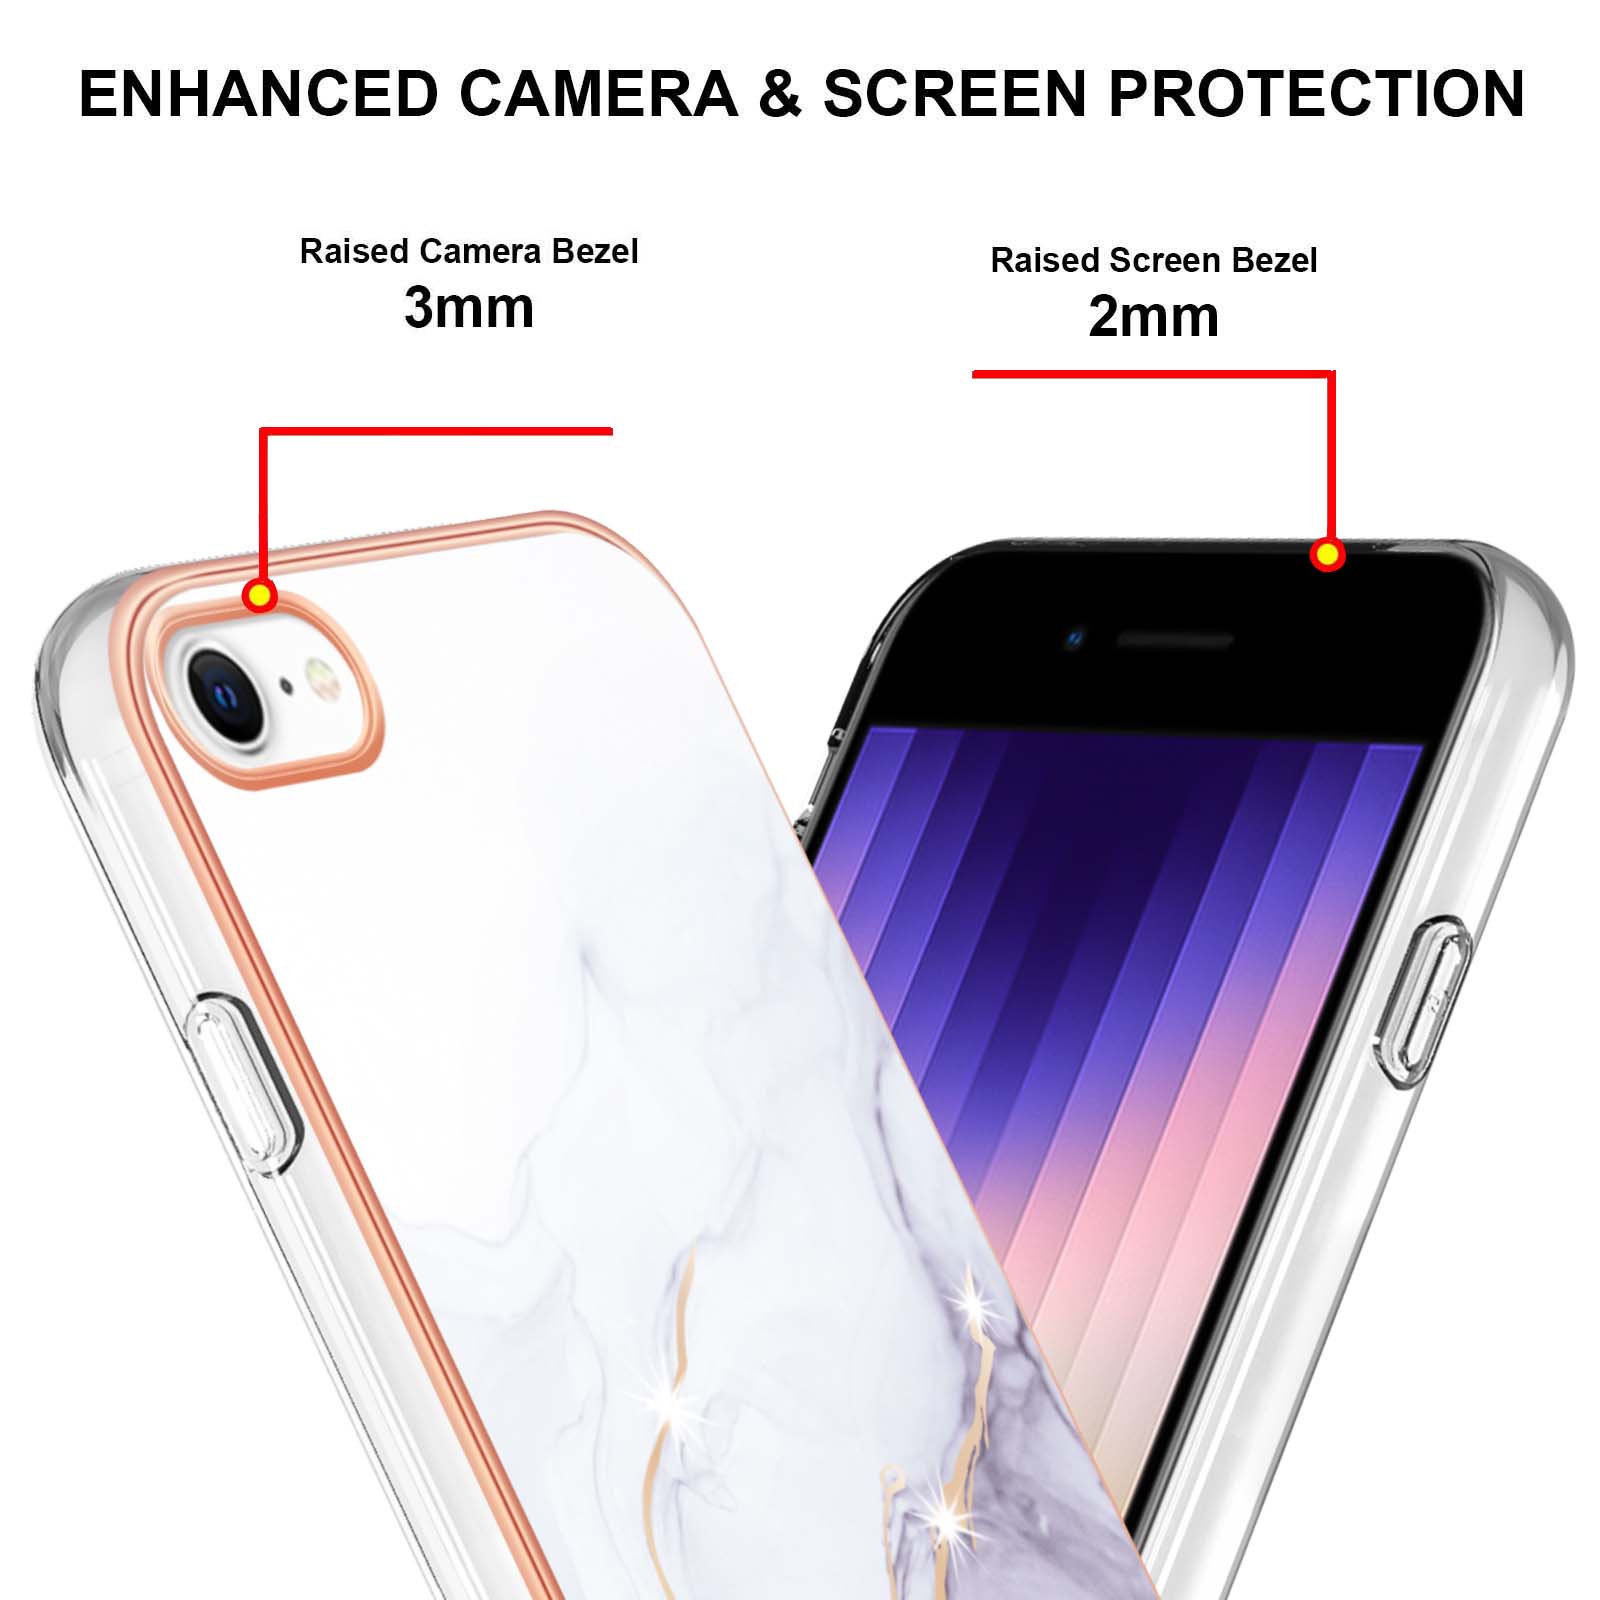 ENHANCED CAMERA & SCREEN PROTECTION
Raised Camera Bezel
3mm
Raised Screen Bezel
2mm